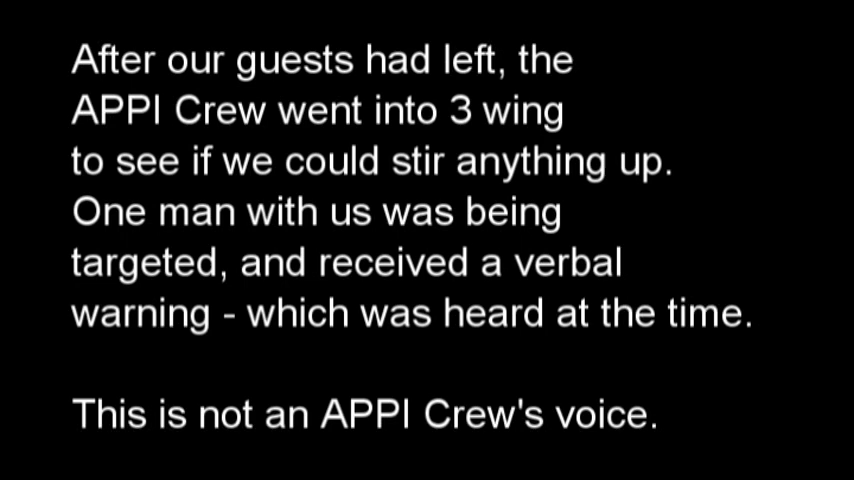 After our guests had left, the
APPI Crew went into 3 wing
to see if we could stir anything up.
One man with us was being
targeted, and received a verbal
warning - which was heard at the time.
This is not an APPI Crew's voice.